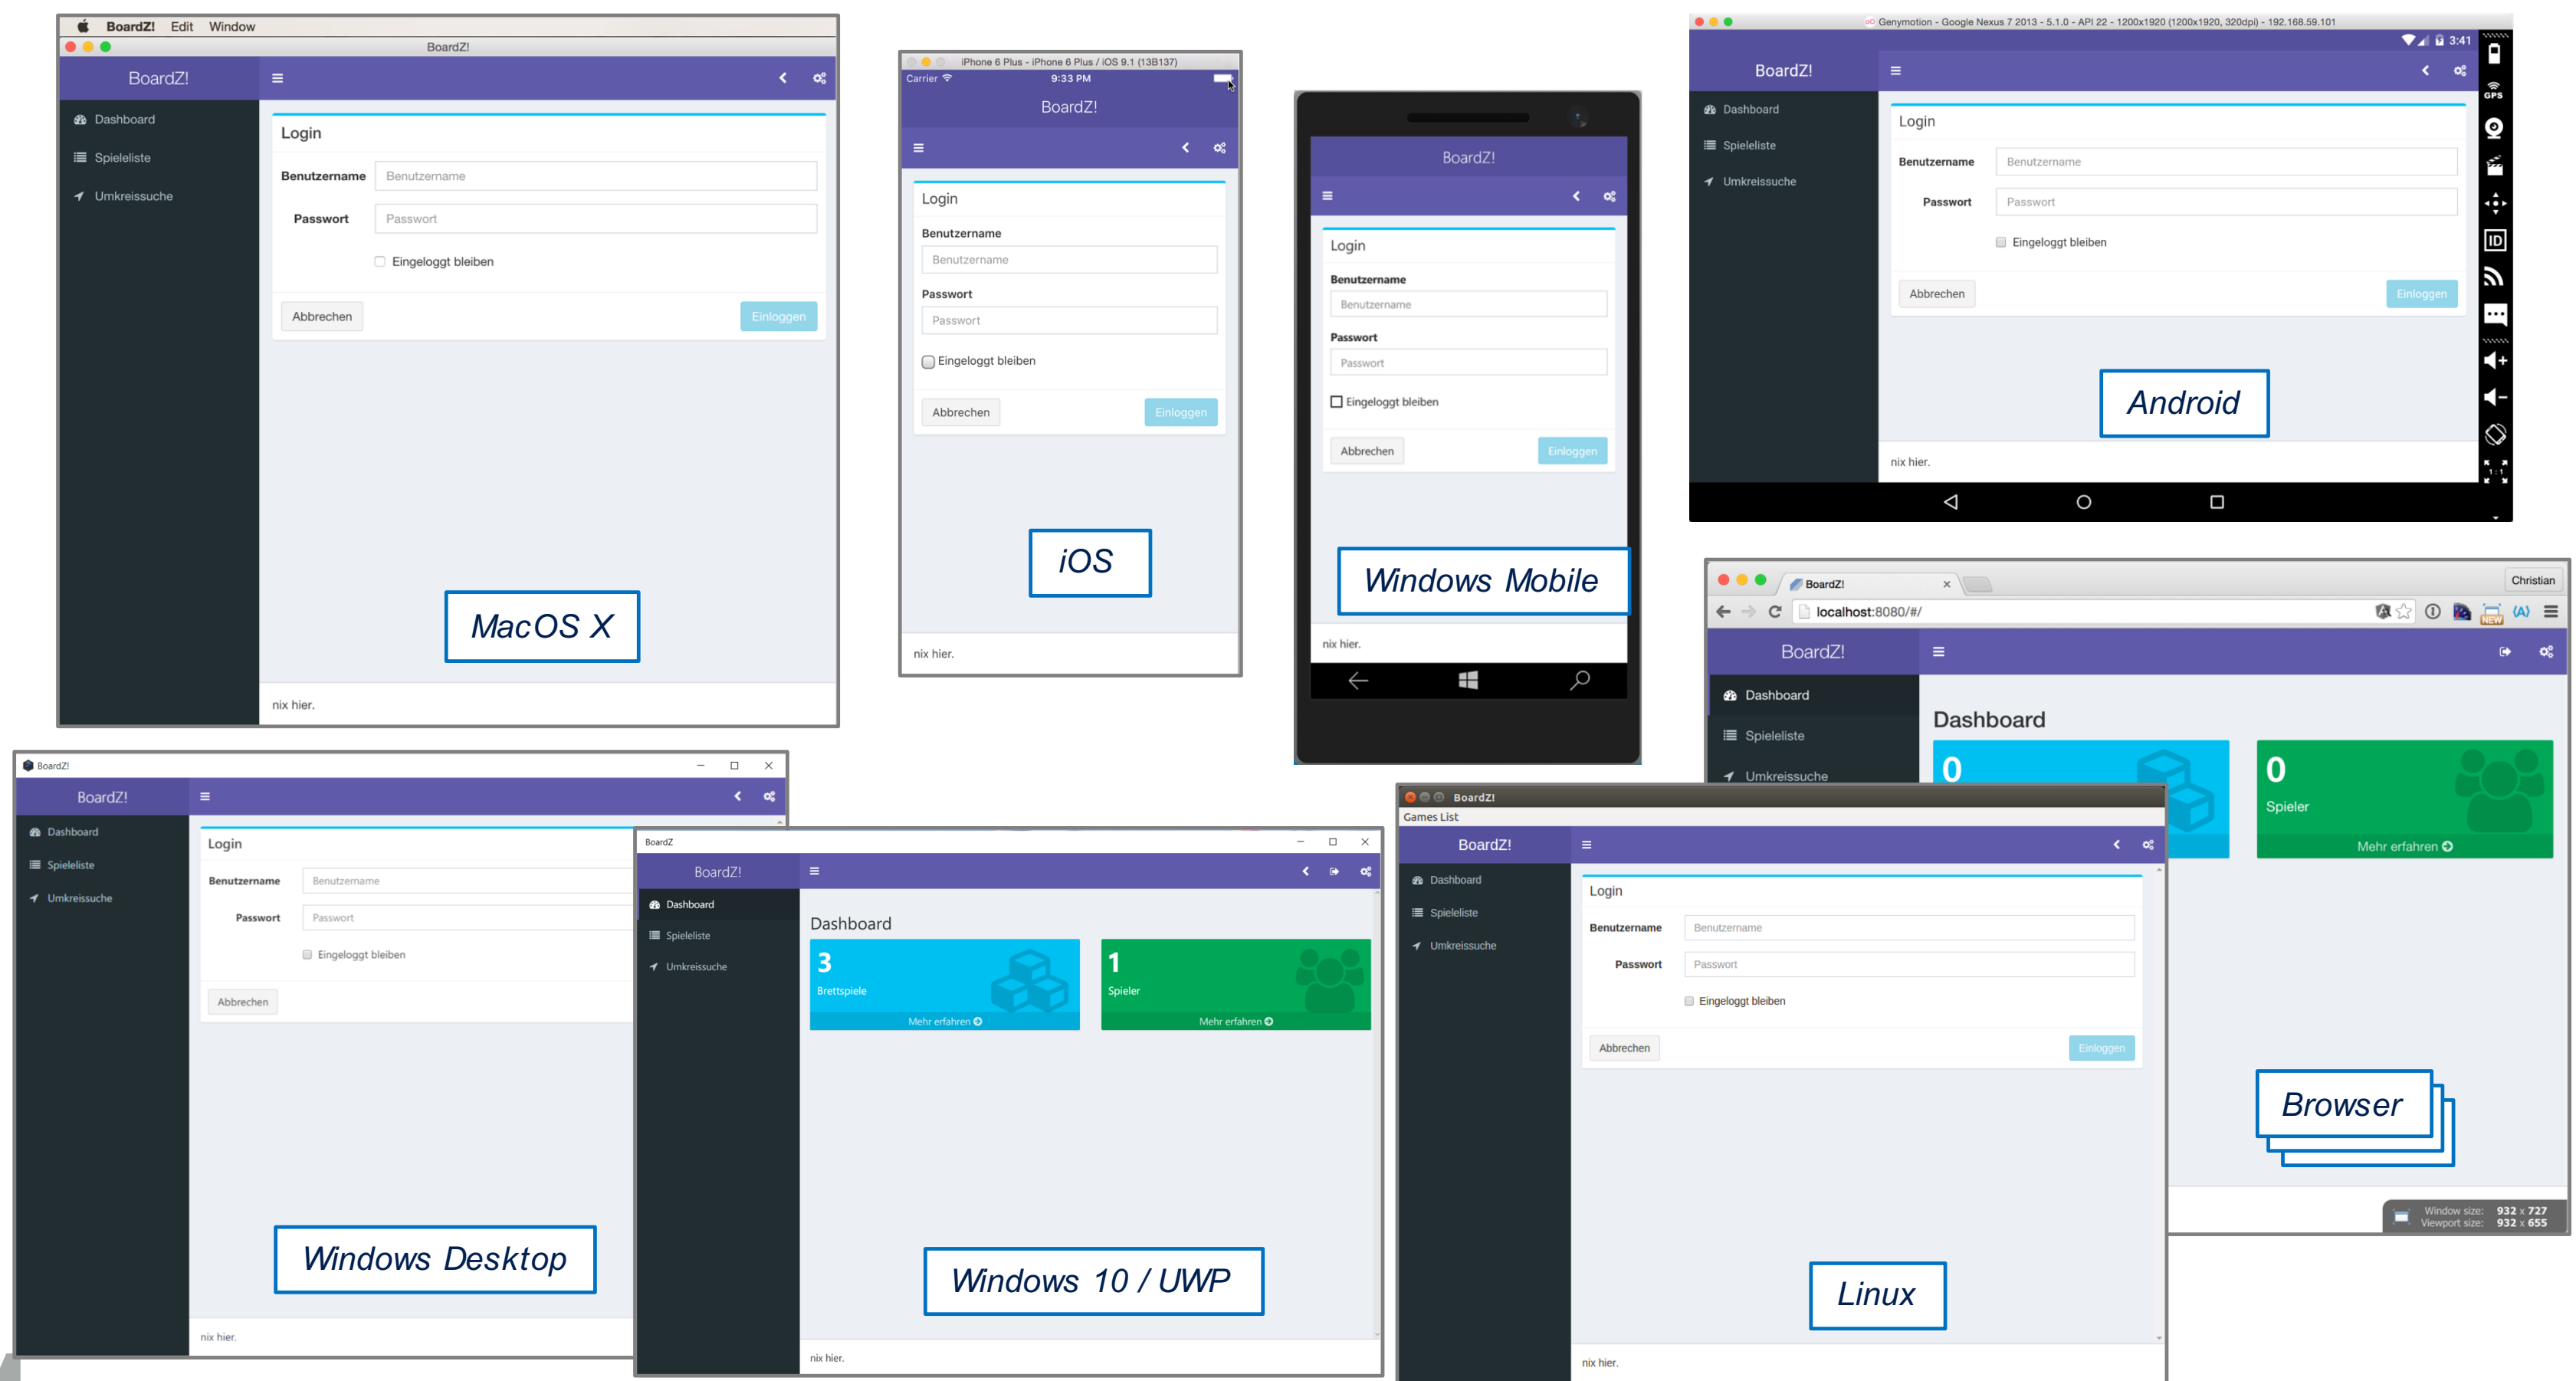 BoardZ! Edit Window
BoardZ!
BoardZ!
Dashboard
Spieleliste
Umkreissuche
Login
Benutzername Benutzername
Passwort Passwort
Eingeloggt bleiben
Abbrechen Einloggen
MacOS X
nix hier.
iPhone 6 Plus - iPhone 6 Plus / iOS 9.1 (13B137)
Carrier 9:33 PM
BoardZ!
Login
Benutzername
Benutzername
Passwort
Passwort
Eingeloggt bleiben
Abbrechen Einloggen
iOS
nix hier.
BoardZ!
Login
Benutzername
Benutzername
Passwort
Passwort
Eingeloggt bleiben
Abbrechen Einloggen
Windows Mobile
nix hier.
Genymotion - Google Nexus 7 2013 - 5.1.0 - API 22 - 1200x1920 (1200x1920, 320dpi) - 192.168.59.101
3:41
BoardZ!
Dashboard
Spieleliste
Umkreissuche
Login
Benutzername Benutzername
Passwort Passwort
Eingeloggt bleiben
Abbrechen Einloggen
Android
nix hier.
GPS
ID
1:1
BoardZ! Christian
localhost:8080/#/
NEW
BoardZ!
Dashboard
Spieleliste
Umkreissuche
Dashboard
0
0
Spieler
Mehr erfahren
Browser
Window size: 932 x 727
Viewport size: 932 x 655
BoardZ!
BoardZ!
Dashboard
Spieleliste
Umkreissuche
Login
Benutzername Benutzername
Passwort Passwort
Eingeloggt bleiben
Abbrechen
Windows Desktop
nix hier.
BoardZ
BoardZ!
Dashboard
Spieleliste
Umkreissuche
Dashboard
3
Brettspiele
Mehr erfahren
1
Spieler
Mehr erfahren
Windows 10 / UWP
nix hier.
BoardZ!
Games List
BoardZ!
Dashboard
Spieleliste
Umkreissuche
Login
Benutzername Benutzername
Passwort Passwort
Eingeloggt bleiben
Abbrechen Einloggen
Linux
nix hier.